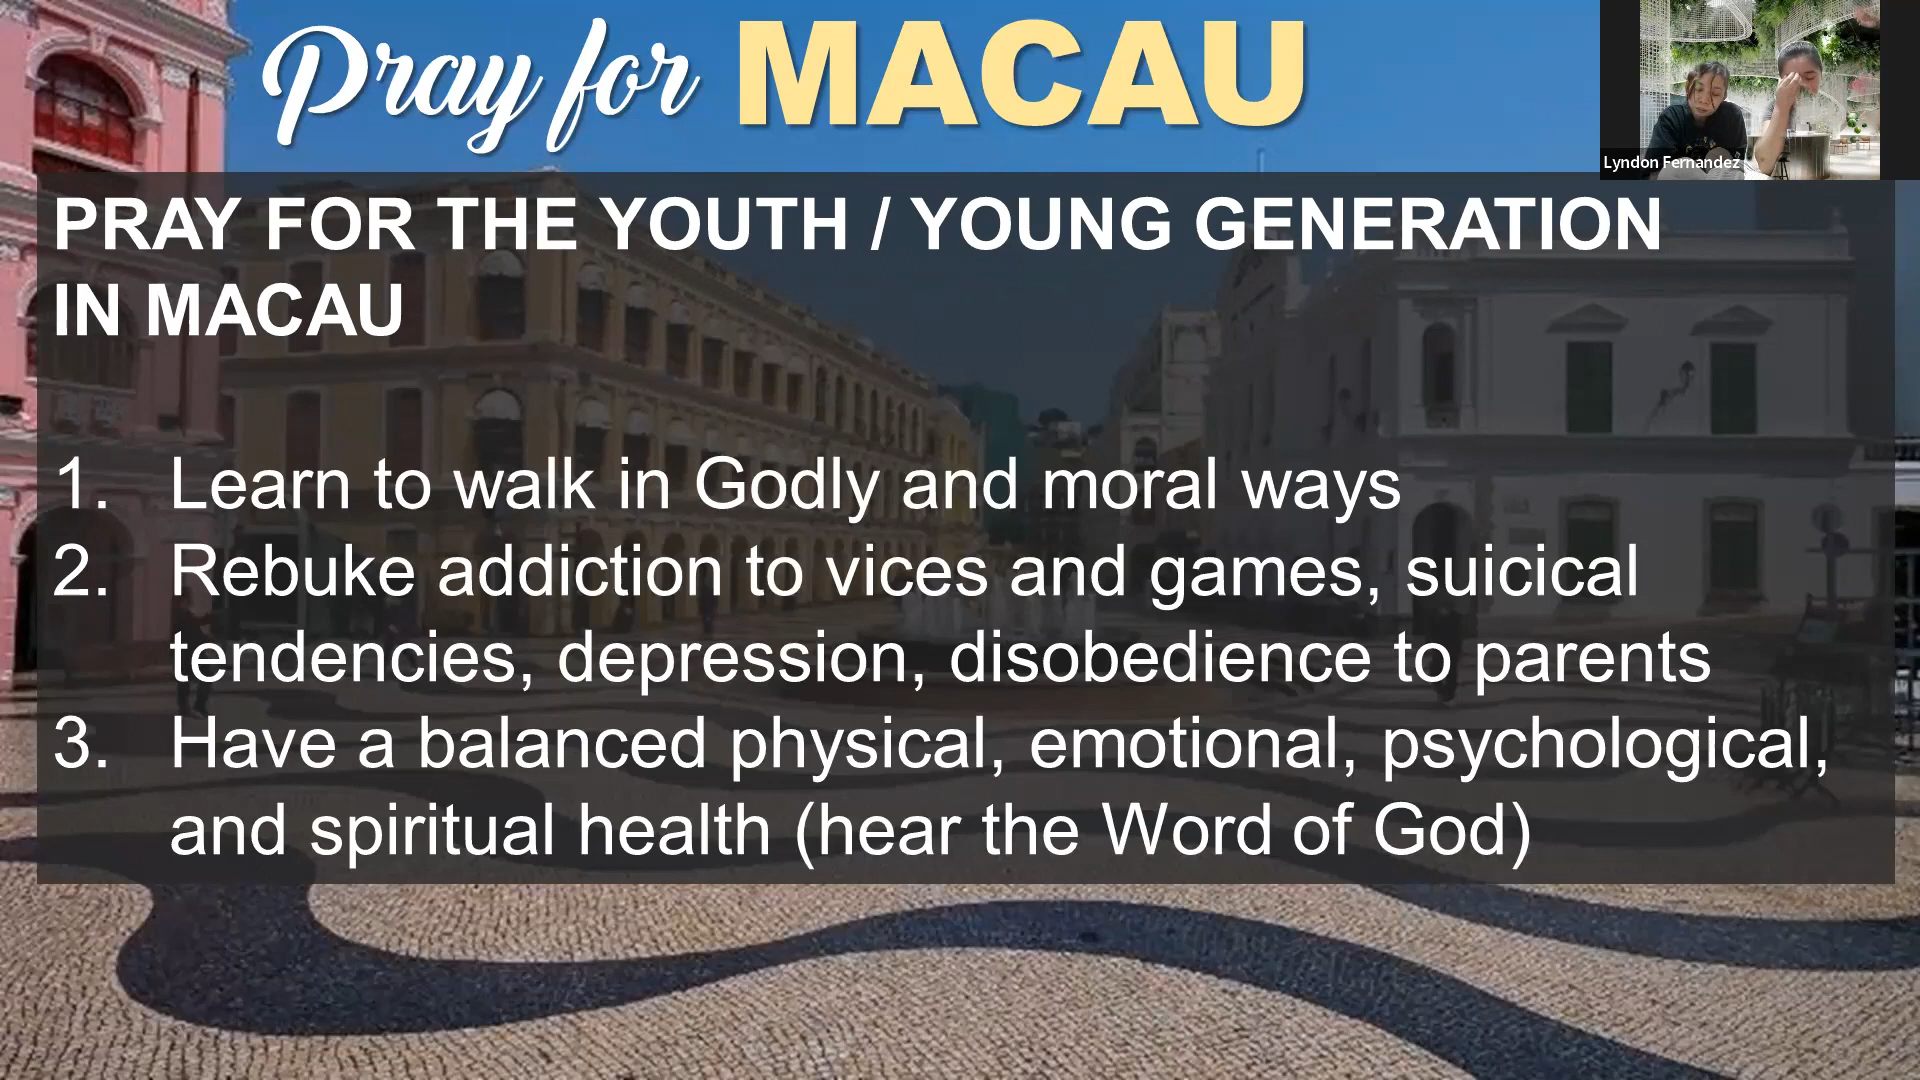 Pray for MACAU
Lyndon Fernandez
PRAY FOR THE YOUTH / YOUNG GENERATION
IN MACAU
1. Learn to walk in Godly and moral ways
2. Rebuke addiction to vices and games, suicical
tendencies, depression, disobedience to parents
3. Have a balanced physical, emotional, psychological,
and spiritual health (hear the Word of God)